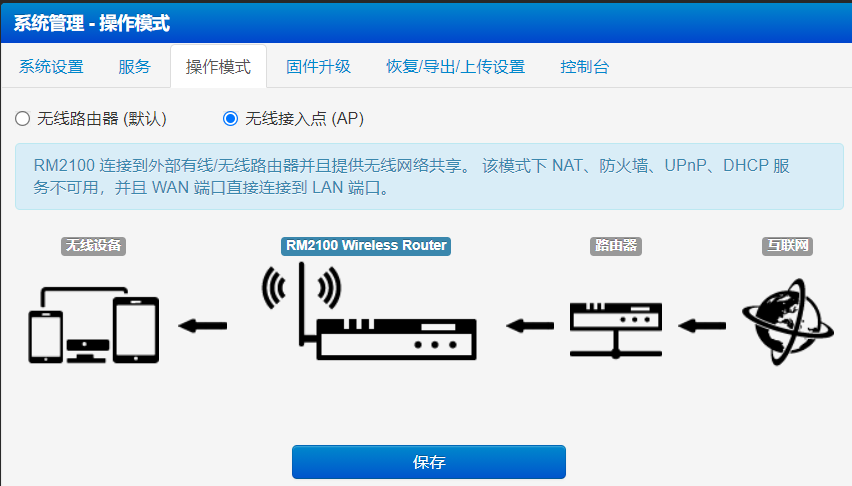 系统管理 - 操作模式
系统设置 服务 操作模式 固件升级 恢复/导出/上传设置 控制台
无线路由器 (默认) 无线接入点 (AP)
RM2100 连接到外部有线/无线路由器并且提供无线网络共享。 该模式下 NAT、防火墙、UPnP、DHCP 服
务不可用，并且 WAN 端口直接连接到 LAN 端口。
无线设备 RM2100 Wireless Router 路由器 互联网
保存